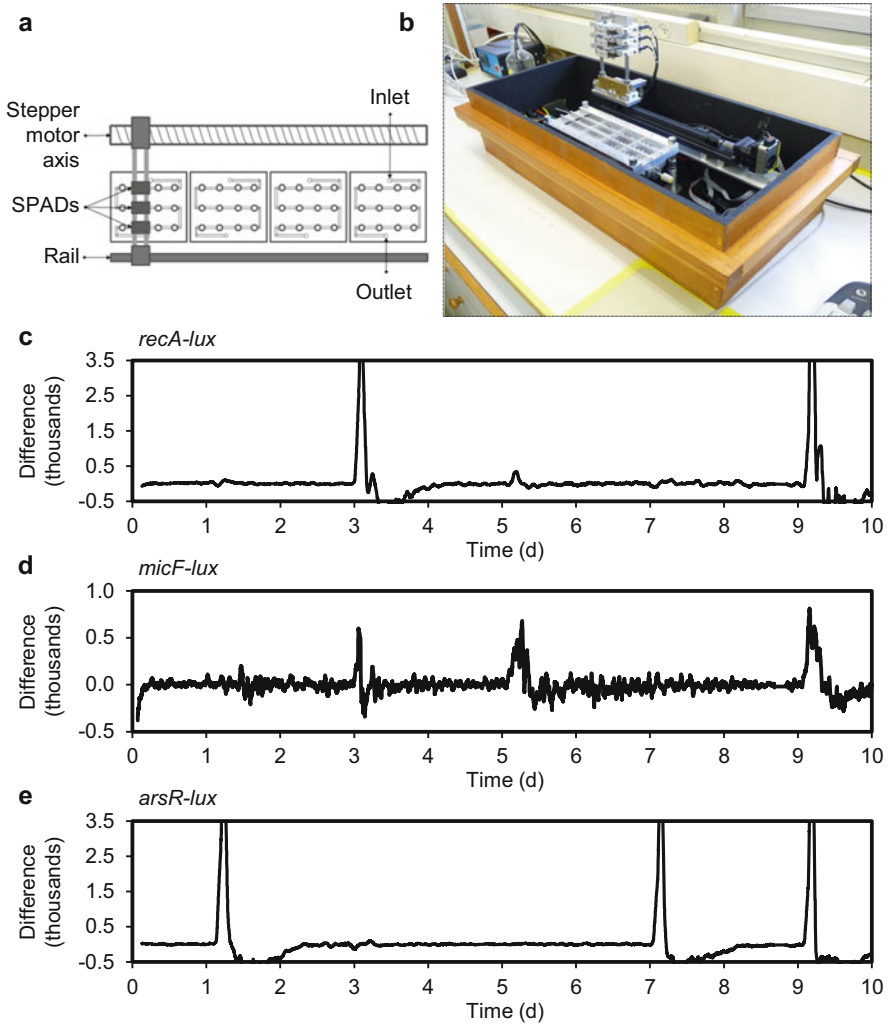 a
Stepper
motor
axis
SPADs
Rail
Inlet
Outlet
b
c
recA-lux
Difference
(thousands)
3.5
2.5
1.5
0.5
-0.5
0 1 2 3 4 5 6 7 8 9 10
Time (d)
d
micF-lux
Difference
(thousands)
1.0
0.5
0.0
-0.5
0 1 2 3 4 5 6 7 8 9 10
Time (d)
e
arsR-lux
Difference
(thousands)
3.5
2.5
1.5
0.5
-0.5
0 1 2 3 4 5 6 7 8 9 10
Time (d)